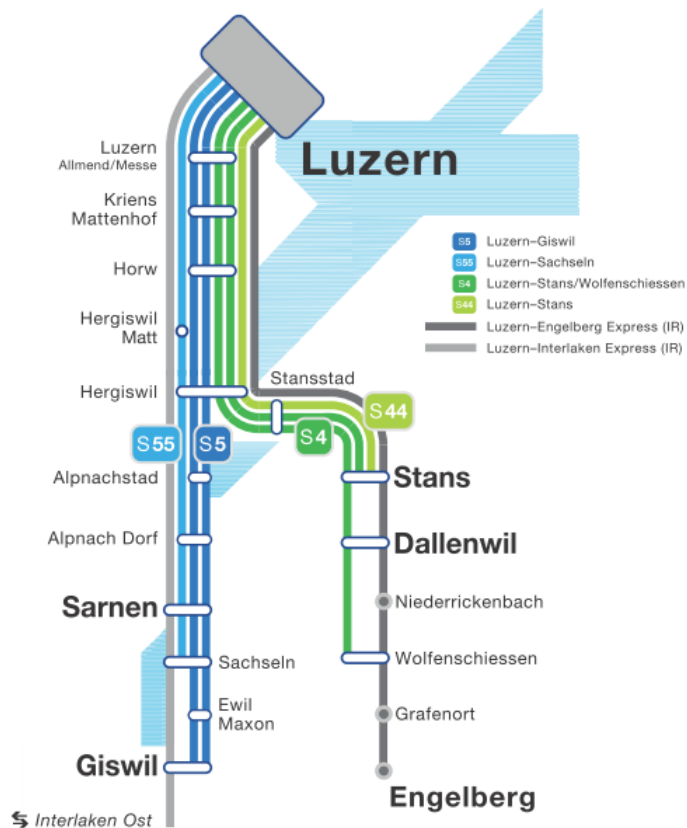 Luzern
Allmend/Messe
Luzern
Kriens
Mattenhof
S5 Luzern–Giswil
S55 Luzern–Sachseln
Horw
S4 Luzern–Stans/Wolfenschiessen
S44 Luzern–Stans
Hergiswil
Matt
Luzern–Engelberg Express (IR)
Luzern–Interlaken Express (IR)
Hergiswil
Stansstad
S44
S55
S5
S4
Alpnachstad
Stans
Alpnach Dorf
Dallenwil
Sarnen
Niederrickenbach
Sachseln
Wolfenschiessen
Ewil
Maxon
Grafenort
Giswil
Engelberg
Interlaken Ost